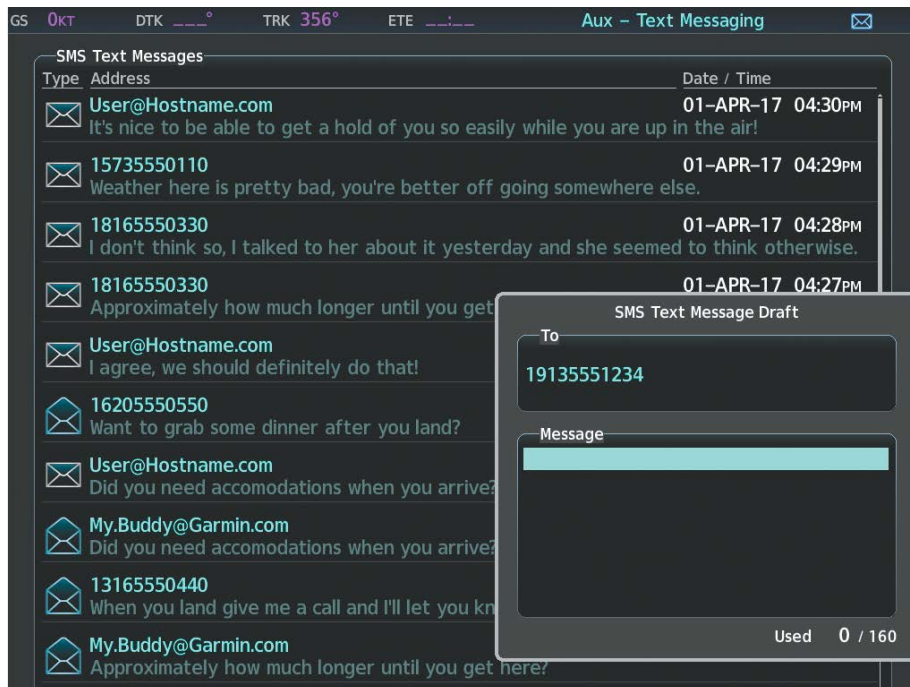 GS 0KT DTK ___° TRK 356° ETE __:__ Aux – Text Messaging
SMS Text Messages
Type Address Date / Time
User@Hostname.com 01–APR–17 04:30PM
It's nice to be able to get a hold of you so easily while you are up in the air!
15735550110 01–APR–17 04:29PM
Weather here is pretty bad, you're better off going somewhere else.
18165550330 01–APR–17 04:28PM
I don't think so, I talked to her about it yesterday and she seemed to think otherwise.
18165550330 01–APR–17 04:27PM
Approximately how much longer until you get
User@Hostname.com
I agree, we should definitely do that!
16205550550
Want to grab some dinner after you land?
User@Hostname.com
Did you need accomodations when you arrive?
My.Buddy@Garmin.com
Did you need accomodations when you arrive?
13165550440
When you land give me a call and I'll let you kn
My.Buddy@Garmin.com
Approximately how much longer until you get here?
SMS Text Message Draft
To
19135551234
Message
Used 0 / 160